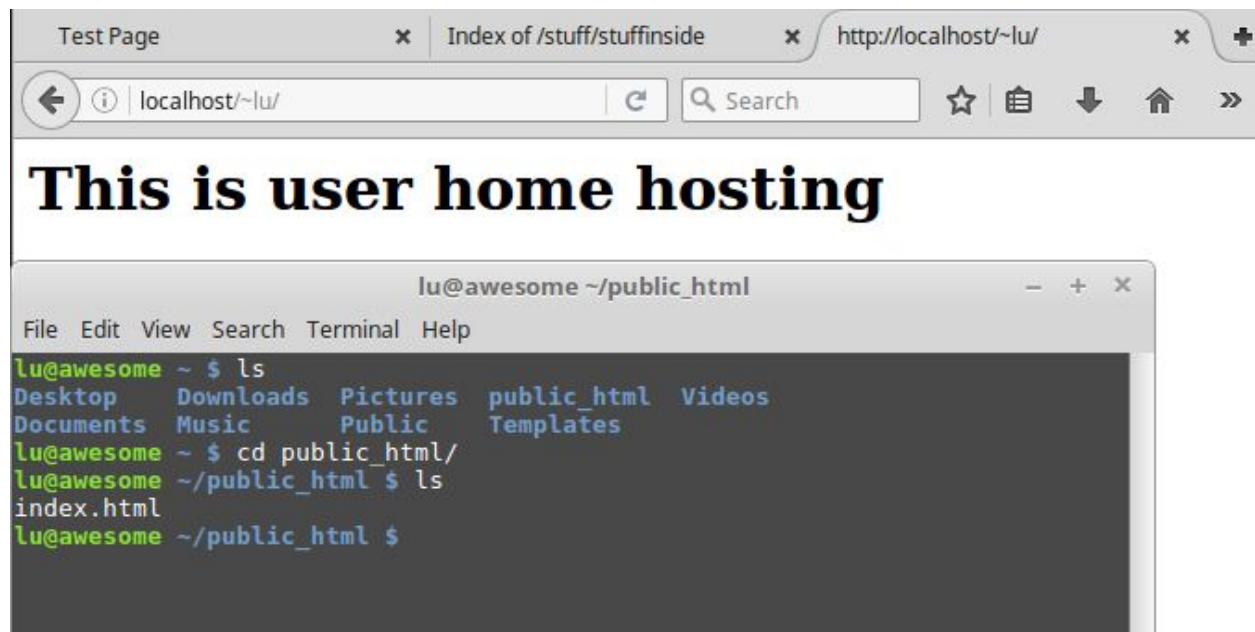 Test Page Index of /stuff/stuffinside http://localhost/~lu/
localhost/~lu/ Search
This is user home hosting
lu@awesome ~/public_html
File Edit View Search Terminal Help
lu@awesome ~ $ ls
Desktop Downloads Pictures public_html Videos
Documents Music Public Templates
lu@awesome ~ $ cd public_html/
lu@awesome ~/public_html $ ls
index.html
lu@awesome ~/public_html $